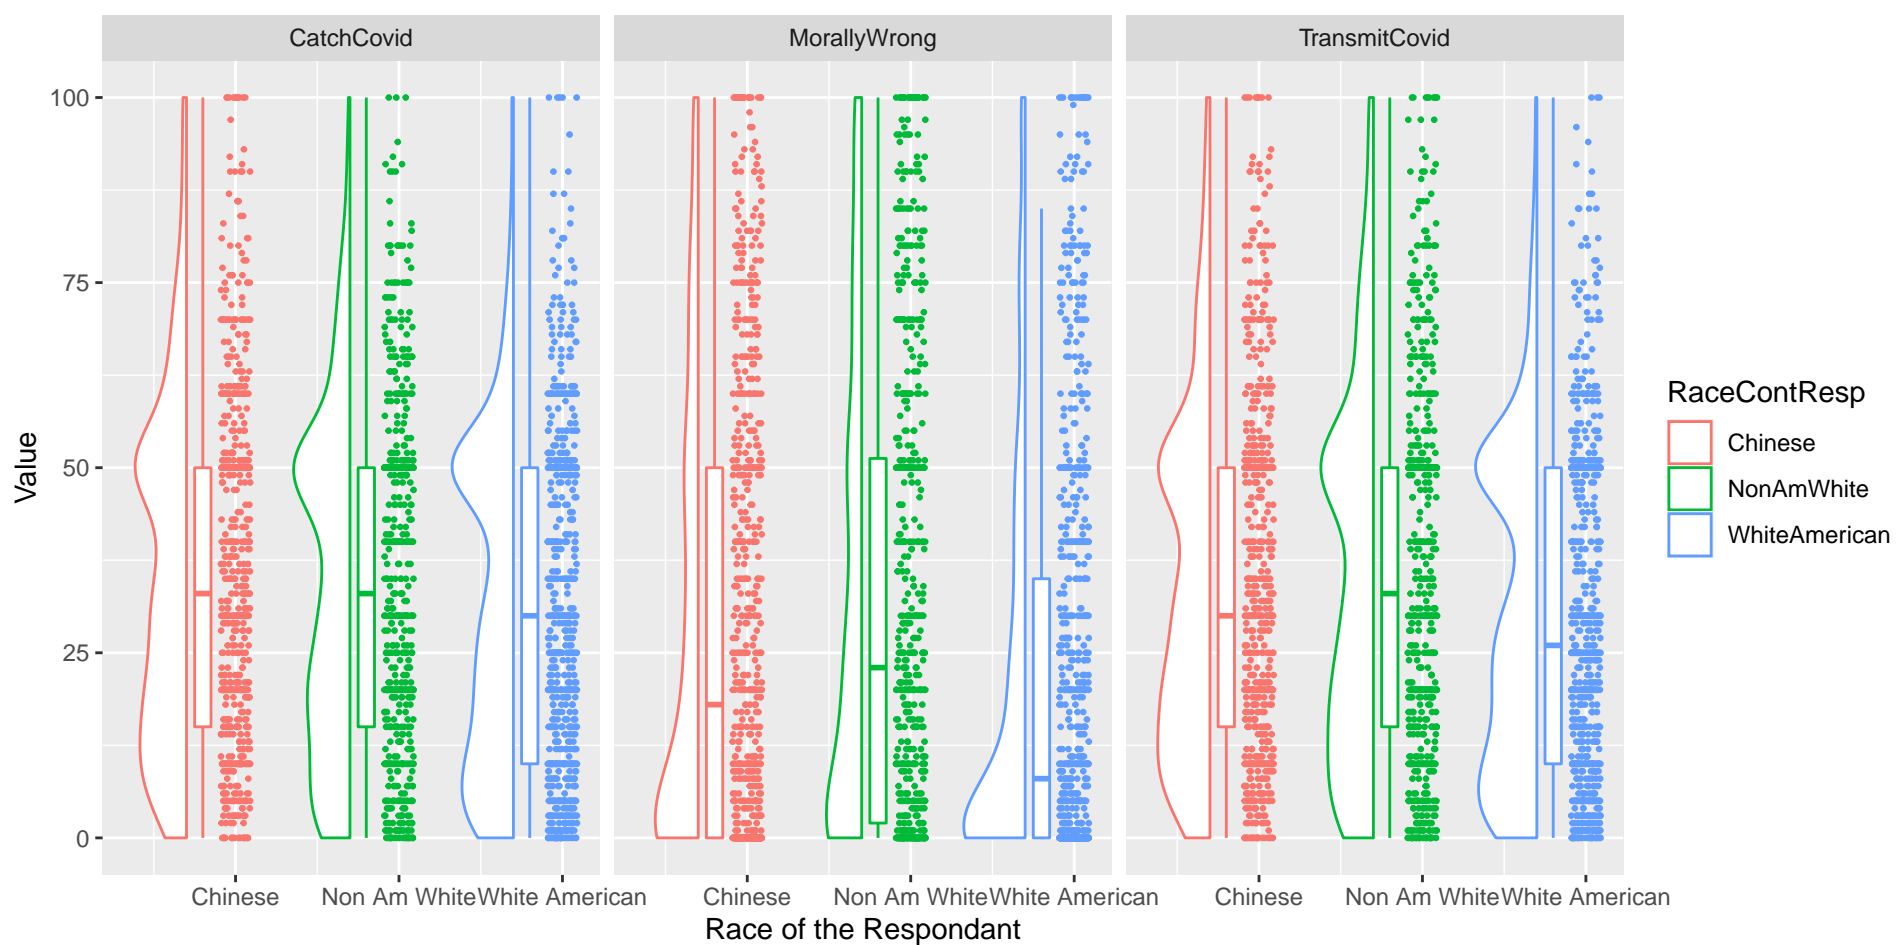 CatchCovid
MorallyWrong
TransmitCovid
100
75
50
25
0
Value
Chinese
Non Am White
White American
Chinese
Non Am White
White American
Chinese
Non Am White
White American
Race of the Respondant
RaceContResp
Chinese
NonAmWhite
WhiteAmerican